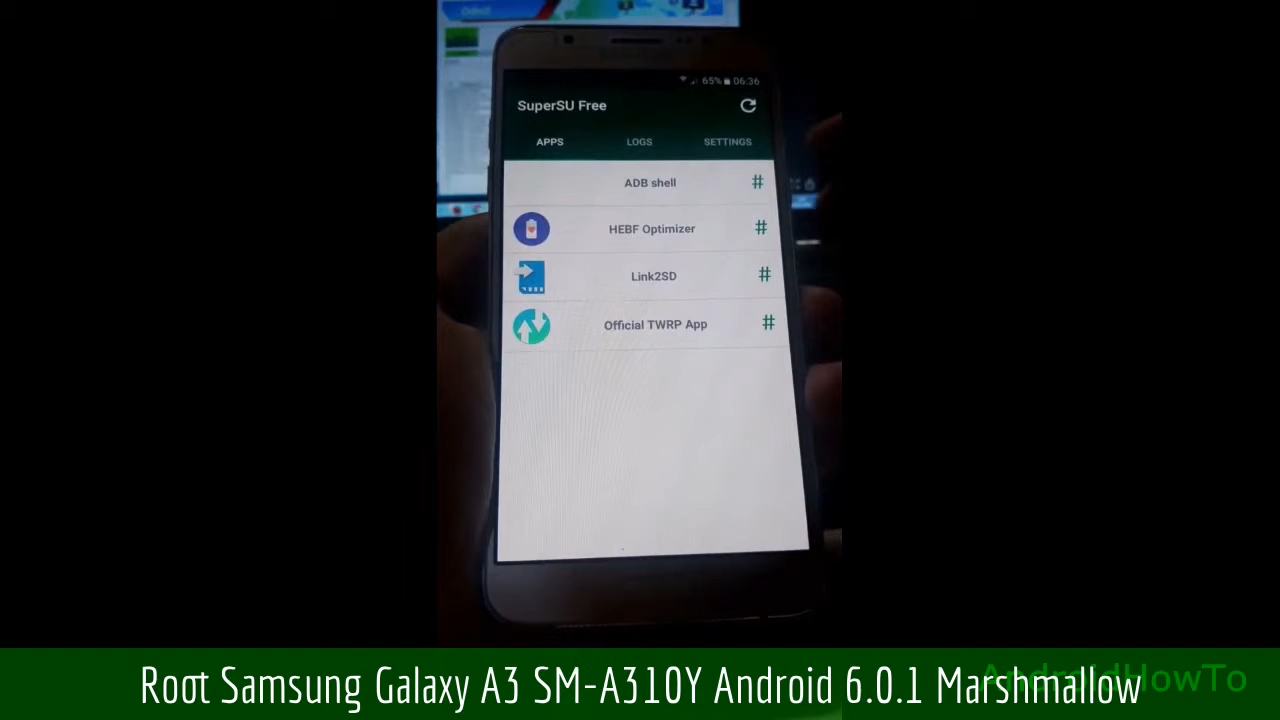 65% 06:36
SuperSU Free
APPS LOGS SETTINGS
ADB shell #
HEBF Optimizer #
Link2SD #
Official TWRP App #
Root Samsung Galaxy A3 SM-A310Y Android 6.0.1 Marshmallow
AndroidHowTo